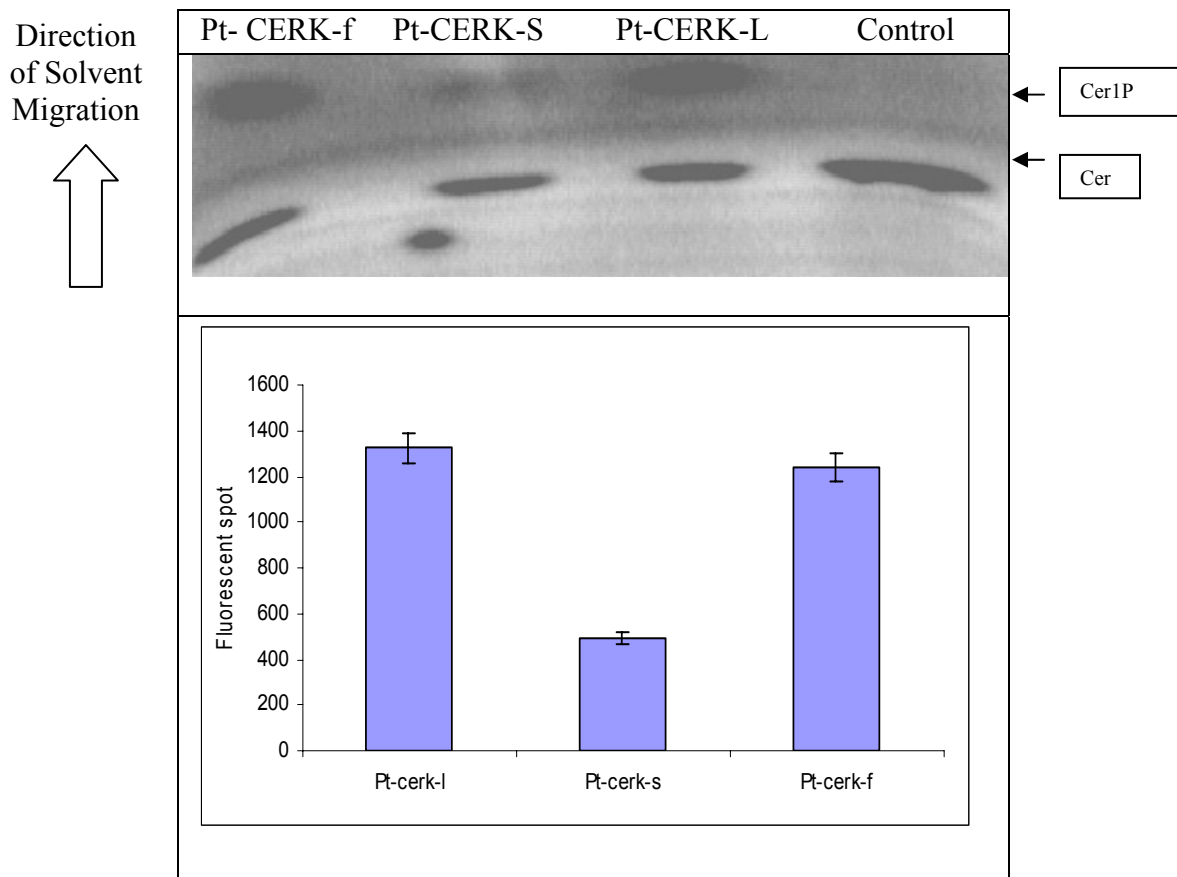 Direction
of Solvent
Migration
Pt- CERK-f Pt-CERK-S Pt-CERK-L Control
Cer1P
Cer
1600
1400
1200
1000
800
600
400
200
0
Fluorescent spot
Pt-cerk-l Pt-cerk-s Pt-cerk-f